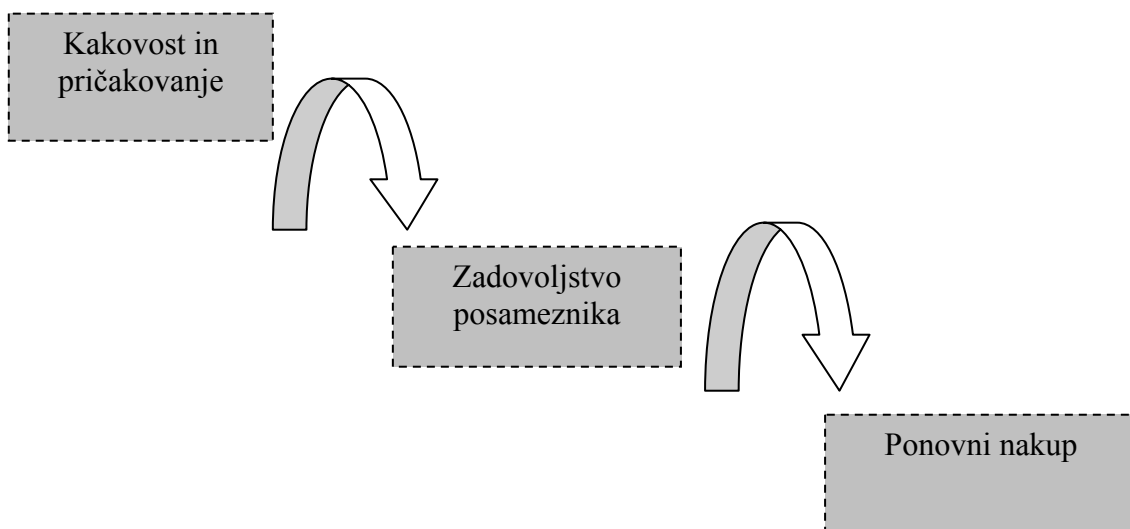 Kakovost in
pričakovanje
Zadovoljstvo
posameznika
Ponovni nakup